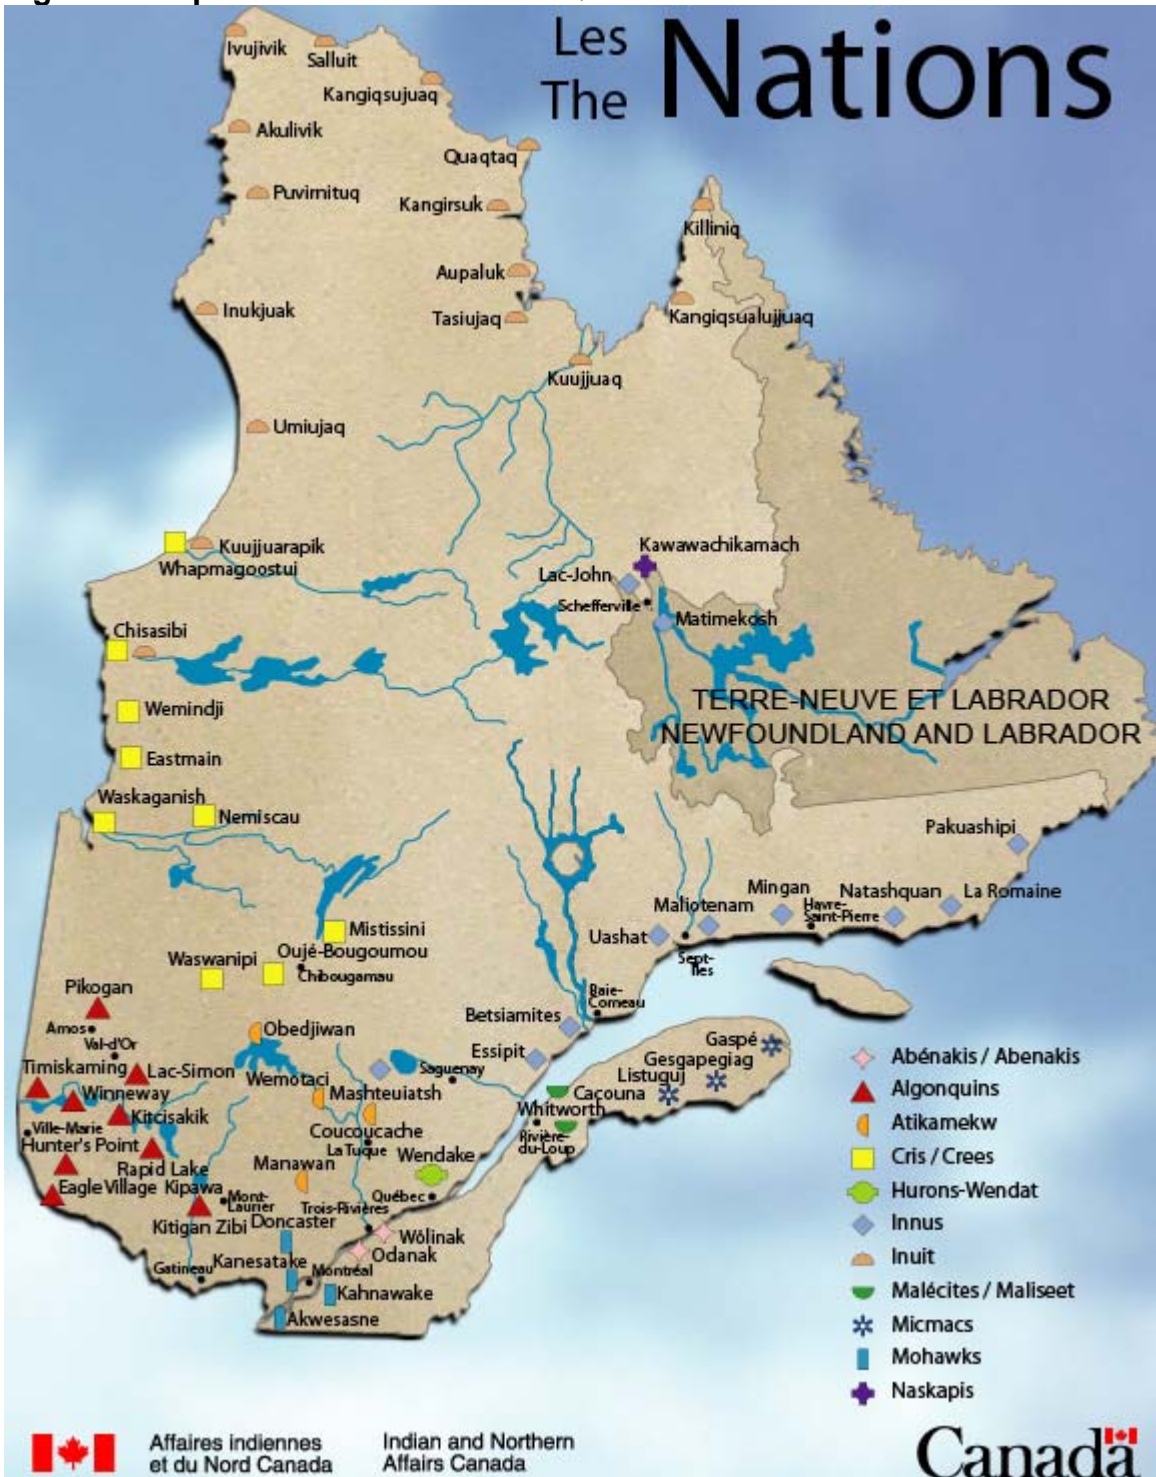 Les
The
Nations
Ivujivik
Salluit
Kangiqsujuaq
Akulivik
Quaqtaq
Puvirnituq
Kangirsuk
Killiniq
Aupaluk
Inukjuak
Tasiujaq
Kangiqsualujjuaq
Kuujjuaq
Umiujaq
Kuujjuarapik
Whapmagoostui
Kawawachikamach
Lac-John
Schefferville
Matimekosh
Chisasibi
Wemindji
TERRE-NEUVE ET LABRADOR
NEWFOUNDLAND AND LABRADOR
Eastmain
Waskaganish
Nemiscau
Pakuashipi
Mingan
Natashquan
La Romaine
Maliotenam
Havre-
Saint-Pierre
Mistissini
Uashat
Oujé-Bougoumou
Waswanipi
Chibougamau
Sept-
Îles
Pikogan
Baie-
Comeau
Betsiamites
Amos
Obedjiwan
Val-d'Or
Essipit
Gaspé
Gesgapegiag
Timiskaming
Lac-Simon
Wemotaci
Saguenay
Listuguj
Winneway
Mashteuiatsh
Cacouna
Kitcisakik
Whitworth
Ville-Marie
Coucoucache
Rivière-
du-Loup
Hunter's Point
La Tuque
Wendake
Rapid Lake
Manawan
Eagle Village Kipawa
Mont-
Laurier
Québec
Trois-Rivières
Kitigan Zibi
Doncaster
Wôlinak
Odanak
Gatineau
Kanesatake
Montréal
Kahnawake
Akwesasne
Abénakis / Abenakis
Algonquins
Atikamekw
Cris / Crees
Hurons-Wendat
Innus
Inuit
Malécites / Maliseet
Micmacs
Mohawks
Naskapis
Affaires indiennes
et du Nord Canada
Indian and Northern
Affairs Canada
Canada